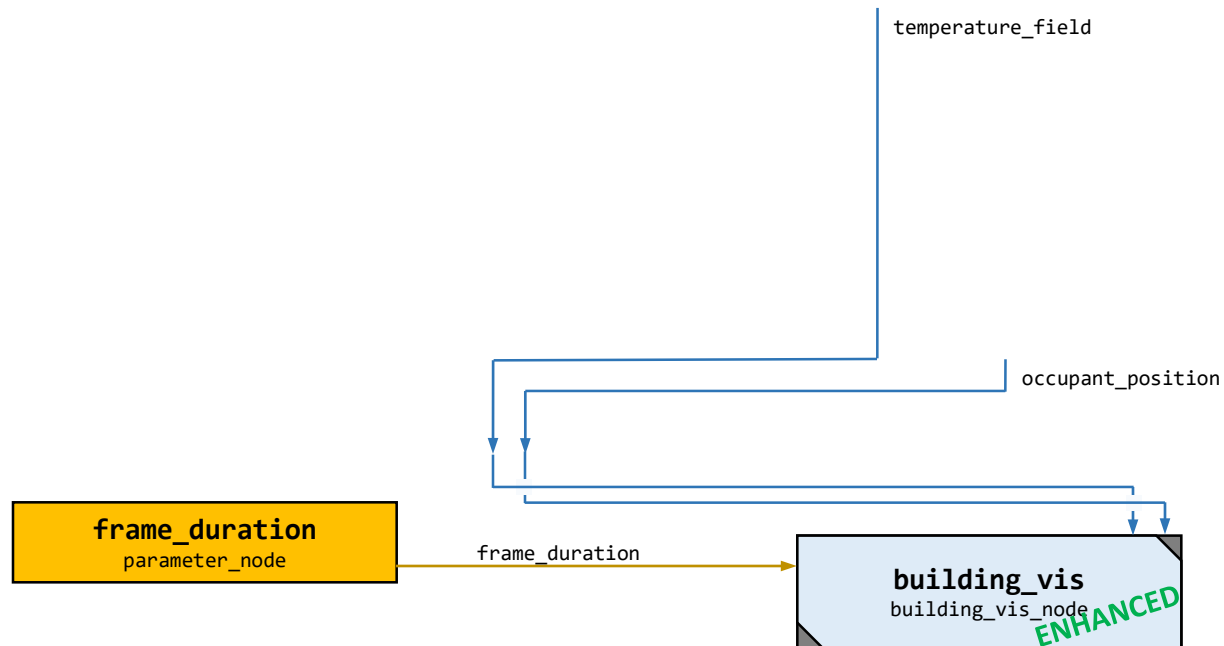 temperature_field
occupant_position
frame_duration
parameter_node
frame_duration
building_vis
building_vis_node
ENHANCED